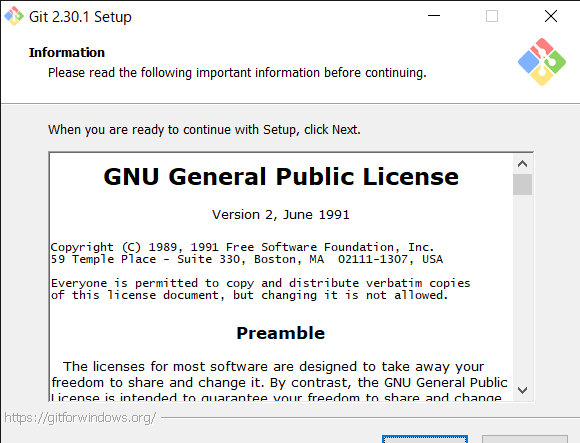 Git 2.30.1 Setup
Information
Please read the following important information before continuing.
When you are ready to continue with Setup, click Next.
GNU General Public License
Version 2, June 1991
Copyright (C) 1989, 1991 Free Software Foundation, Inc.
59 Temple Place - Suite 330, Boston, MA  02111-1307, USA
Everyone is permitted to copy and distribute verbatim copies
of this license document, but changing it is not allowed.
Preamble
The licenses for most software are designed to take away your
freedom to share and change it. By contrast, the GNU General Public
License is intended to guarantee your freedom to share and change
https://gitforwindows.org/